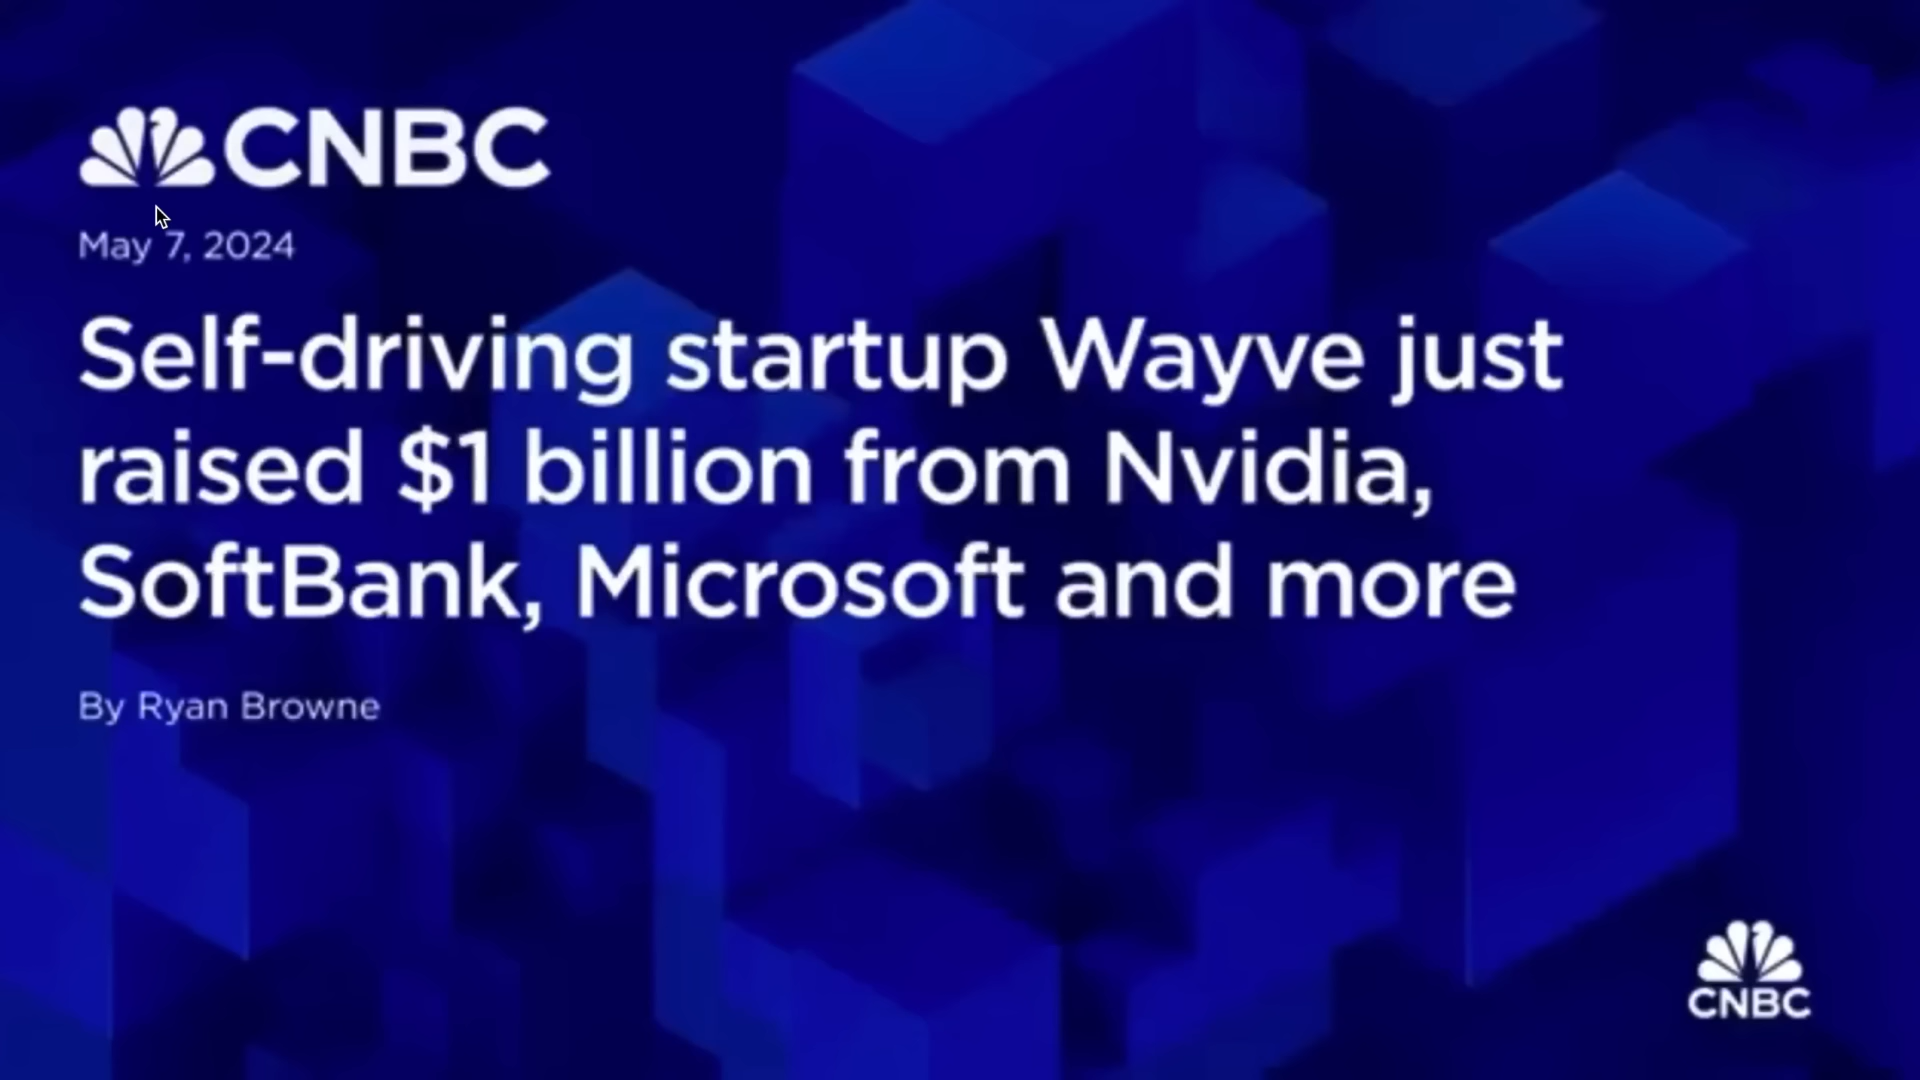 CNBC
May 7, 2024
Self-driving startup Wayve just
raised $1 billion from Nvidia,
SoftBank, Microsoft and more
By Ryan Browne
CNBC